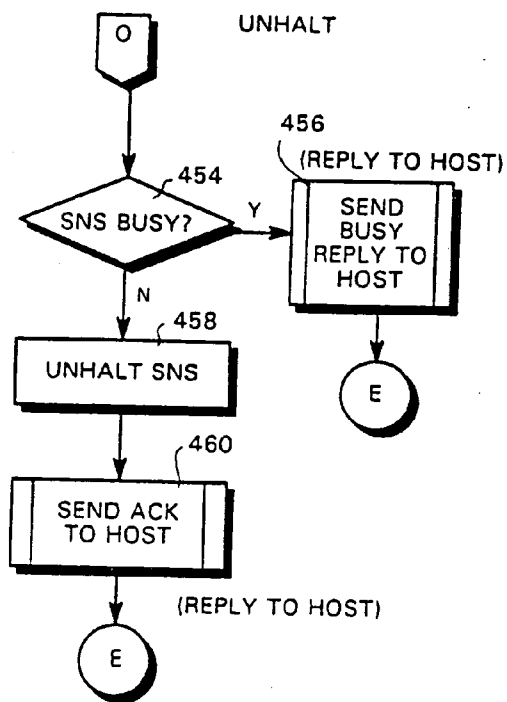 O
UNHALT
456
(REPLY TO HOST)
454
SNS BUSY?
Y
SEND
BUSY
REPLY TO
HOST
N
458
UNHALT SNS
E
460
SEND ACK
TO HOST
(REPLY TO HOST)
E